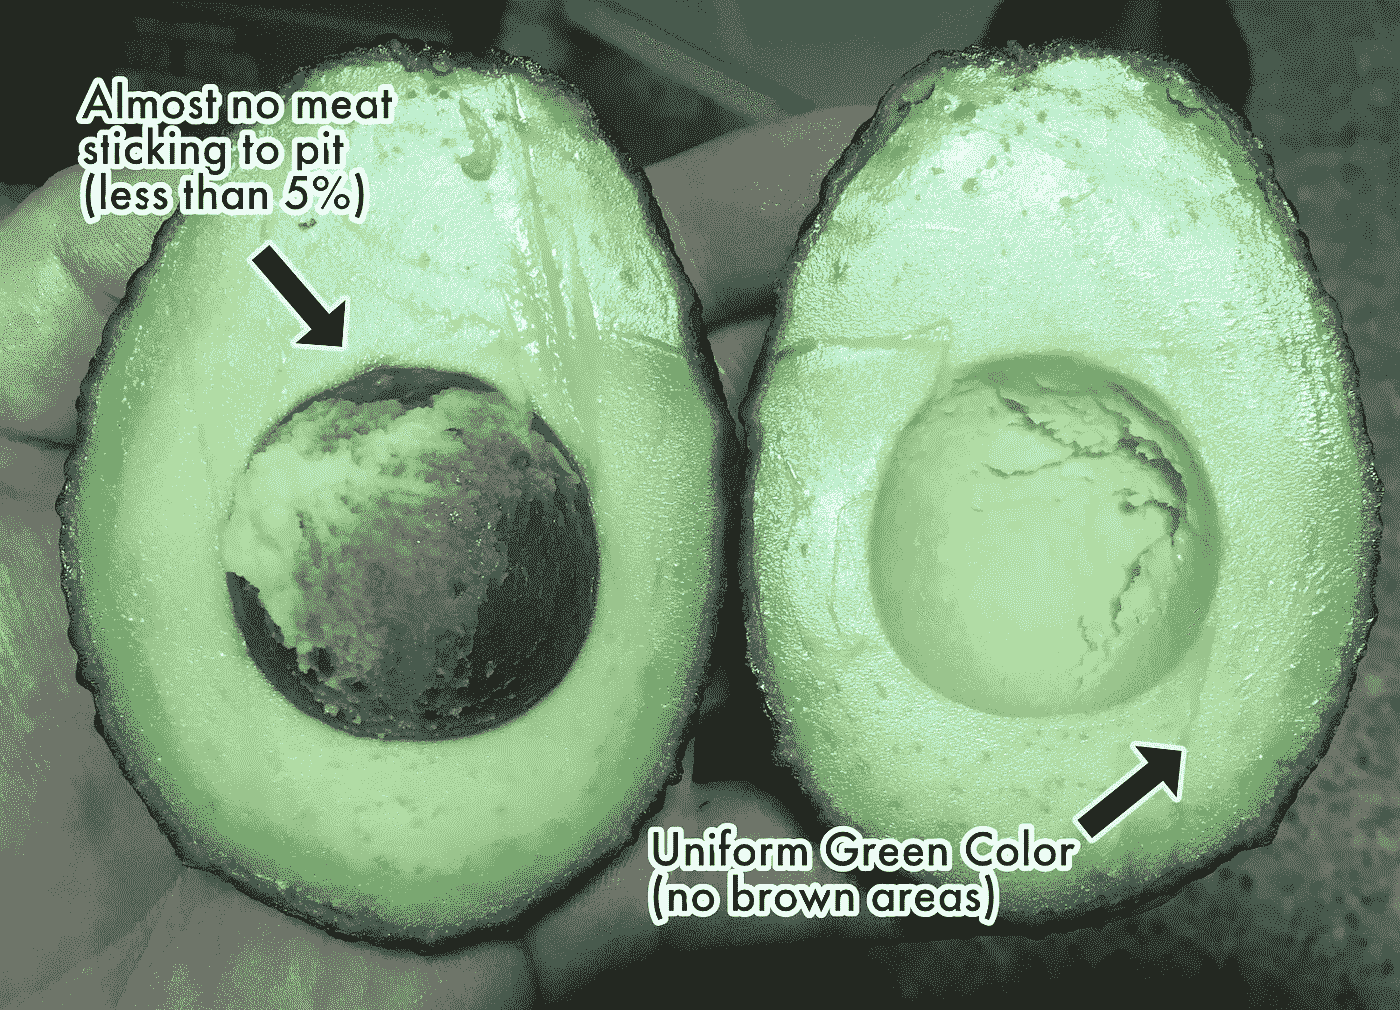 Almost no meat
sticking to pit
(less than 5%)
Uniform Green Color
(no brown areas)